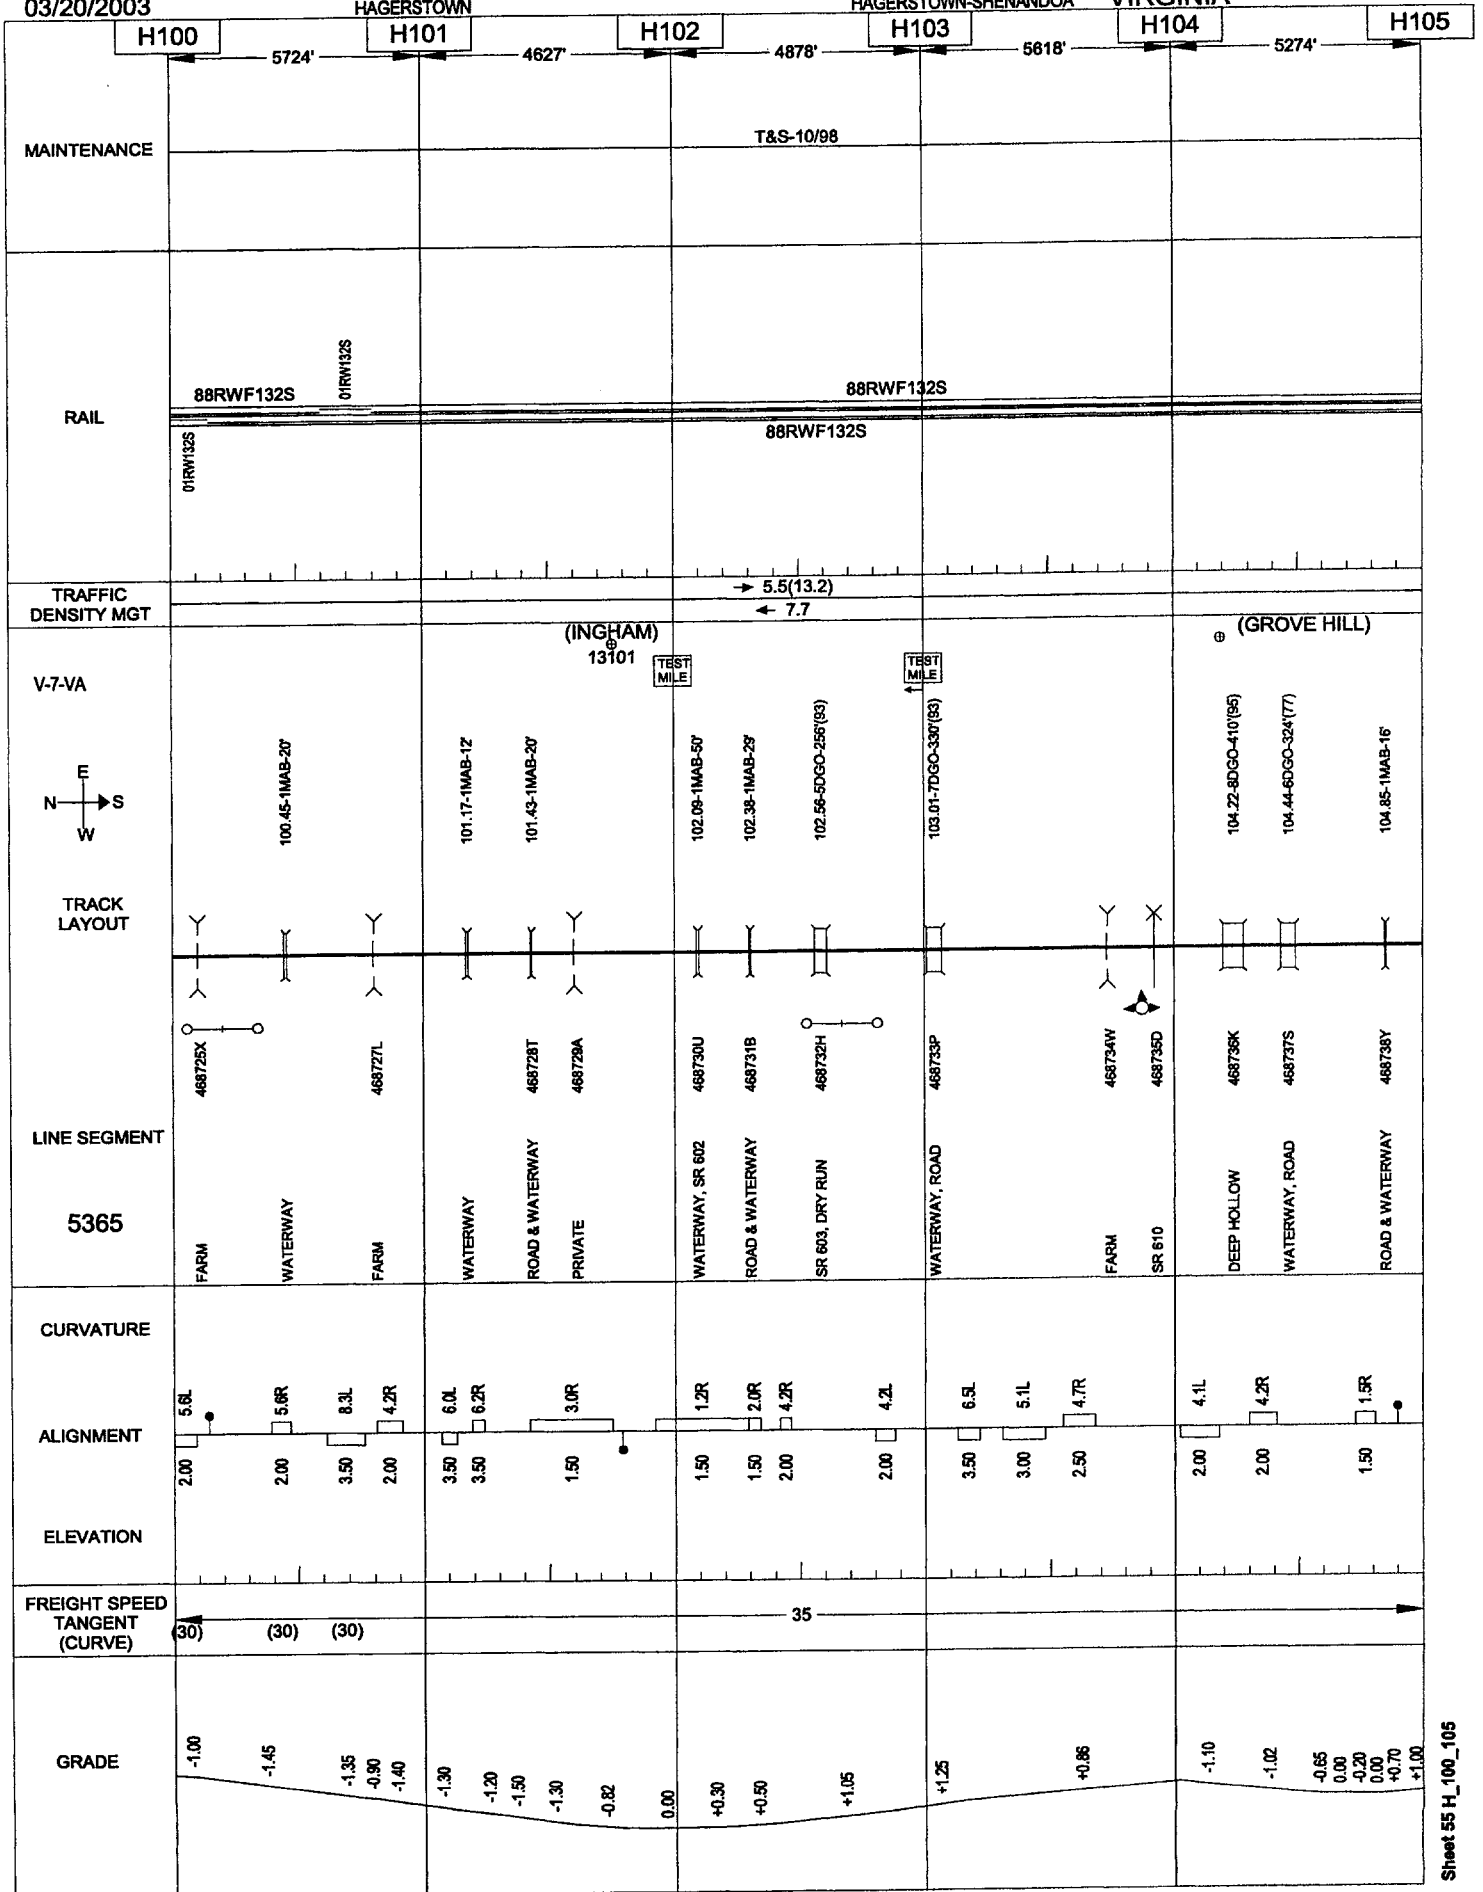 03/20/2003
HAGERSTOWN
HAGERSTOWN-SHENANDOA VIRGINIA
H100 H101 H102 H103 H104 H105
5724' 4627' 4878' 5618' 5274'
MAINTENANCE
T&S-10/98
RAIL
88RWF132S
01RW132S
88RWF132S
01RW132S
88RWF132S
TRAFFIC
DENSITY MGT
5.5(13.2)
7.7
(INGHAM)
13101
TEST
MILE
TEST
MILE
(GROVE HILL)
V-7-VA
E
N S
W
100.45-1MAB-20'
101.17-1MAB-12'
101.43-1MAB-20'
102.09-1MAB-50'
102.38-1MAB-29'
102.56-5DGO-256'(93)
103.01-7DGO-330'(93)
104.22-8DGO-410'(95)
104.44-6DGO-324'(77)
104.85-1MAB-16'
TRACK
LAYOUT
468725X
468727L
468728T
468729A
468730U
468731B
468732H
468733P
468734W
468735D
468736K
468737S
468738Y
LINE SEGMENT
5365
FARM
WATERWAY
FARM
WATERWAY
ROAD & WATERWAY
PRIVATE
WATERWAY, SR 602
ROAD & WATERWAY
SR 603, DRY RUN
WATERWAY, ROAD
FARM
SR 610
DEEP HOLLOW
WATERWAY, ROAD
ROAD & WATERWAY
CURVATURE
5.6L 5.6R 8.3L 4.2R 6.0L 6.2R 3.0R 1.2R 2.0R 4.2R 4.2L 6.5L 5.1L 4.7R 4.1L 4.2R 1.5R
ALIGNMENT
2.00 2.00 3.50 2.00 3.50 3.50 1.50 1.50 1.50 2.00 2.00 3.50 3.00 2.50 2.00 2.00 1.50
ELEVATION
FREIGHT SPEED
TANGENT
(CURVE)
35
(30) (30) (30)
GRADE
-1.00 -1.45 -1.35 -0.90 -1.40 -1.30 -1.20 -1.50 -1.30 -0.82 0.00 +0.30 +0.50 +1.05 +1.25 +0.86 -1.10 -1.02 -0.65 0.00 -0.20 0.00 +0.70 +1.00
Sheet 55 H_100_105